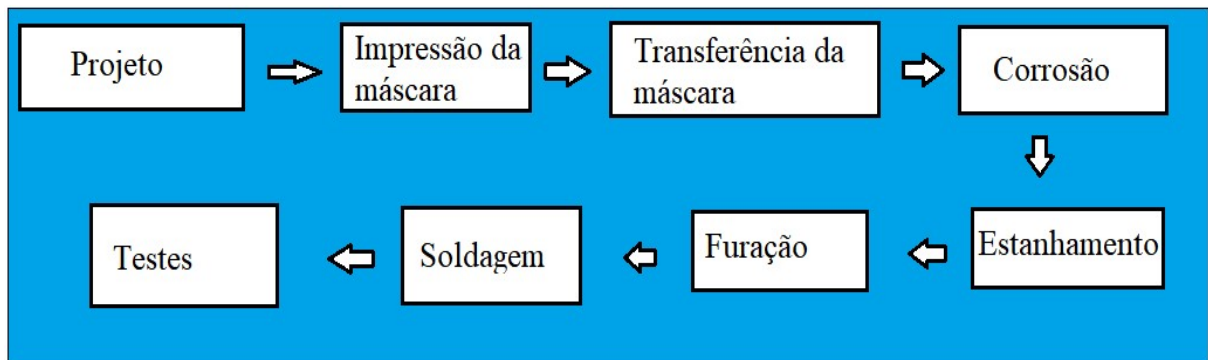 Projeto
Impressão da
máscara
Transferência da
máscara
Corrosão
Estanhamento
Furação
Soldagem
Testes